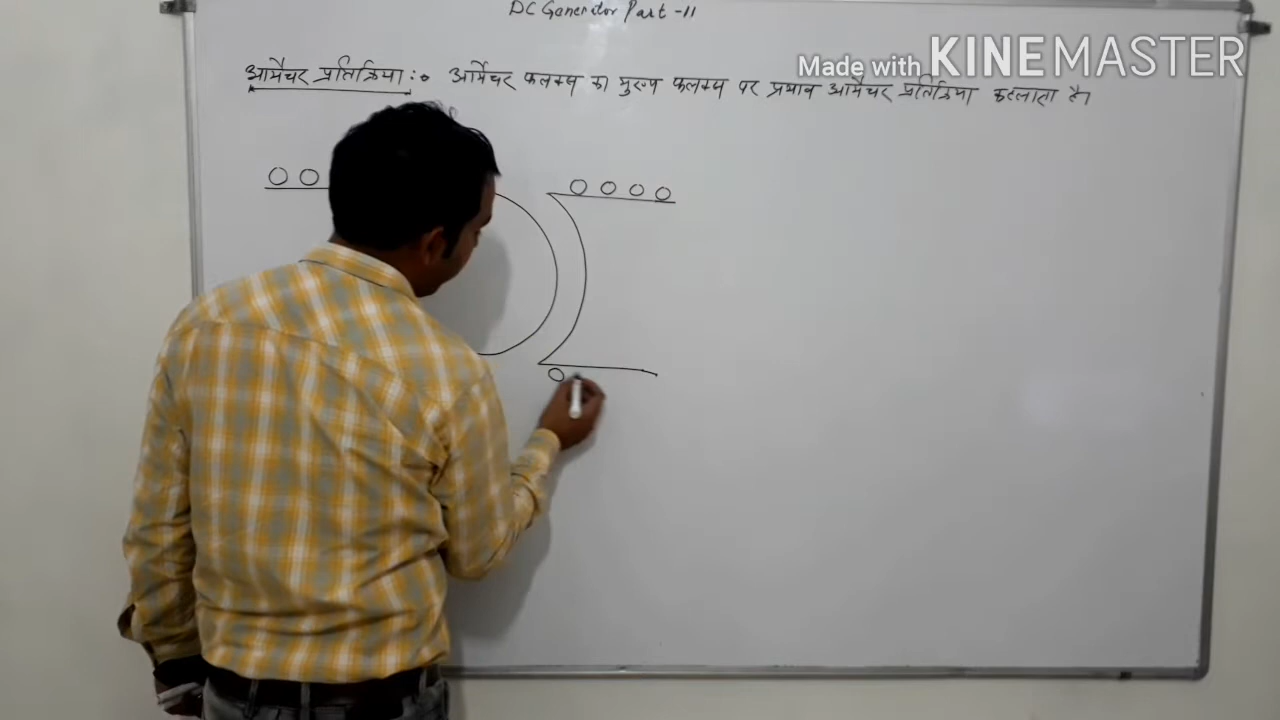 DC Generator Part -11
Made with KINEMASTER
आर्मेचर प्रतिक्रिया :• आर्मेचर फलक्स का मुख्य फलक्स पर प्रभाव आर्मेचर प्रतिक्रिया कहलाता है।